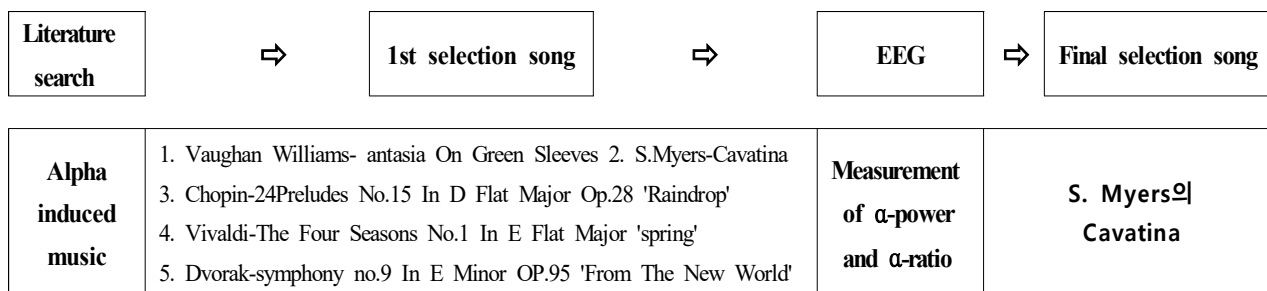 Literature
search
⇨
1st selection song
⇨
EEG
⇨
Final selection song
Alpha
induced
music
1. Vaughan Williams- antasia On Green Sleeves 2. S.Myers-Cavatina
3. Chopin-24Preludes No.15 In D Flat Major Op.28 'Raindrop'
4. Vivaldi-The Four Seasons No.1 In E Flat Major 'spring'
5. Dvorak-symphony no.9 In E Minor OP.95 'From The New World'
Measurement
of α-power
and α-ratio
S. Myers의
Cavatina